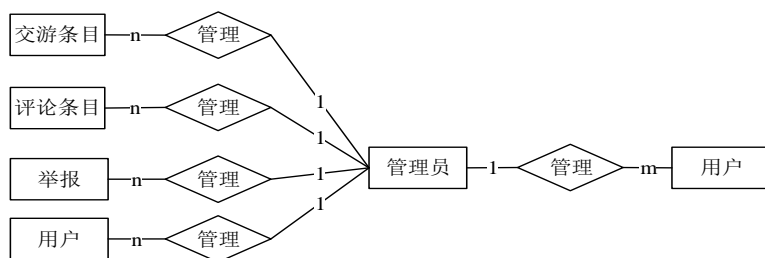 交游条目 n 管理 1
评论条目 n 管理 1
举报 n 管理 1
用户 n 管理 1
管理员 1 管理 m 用户